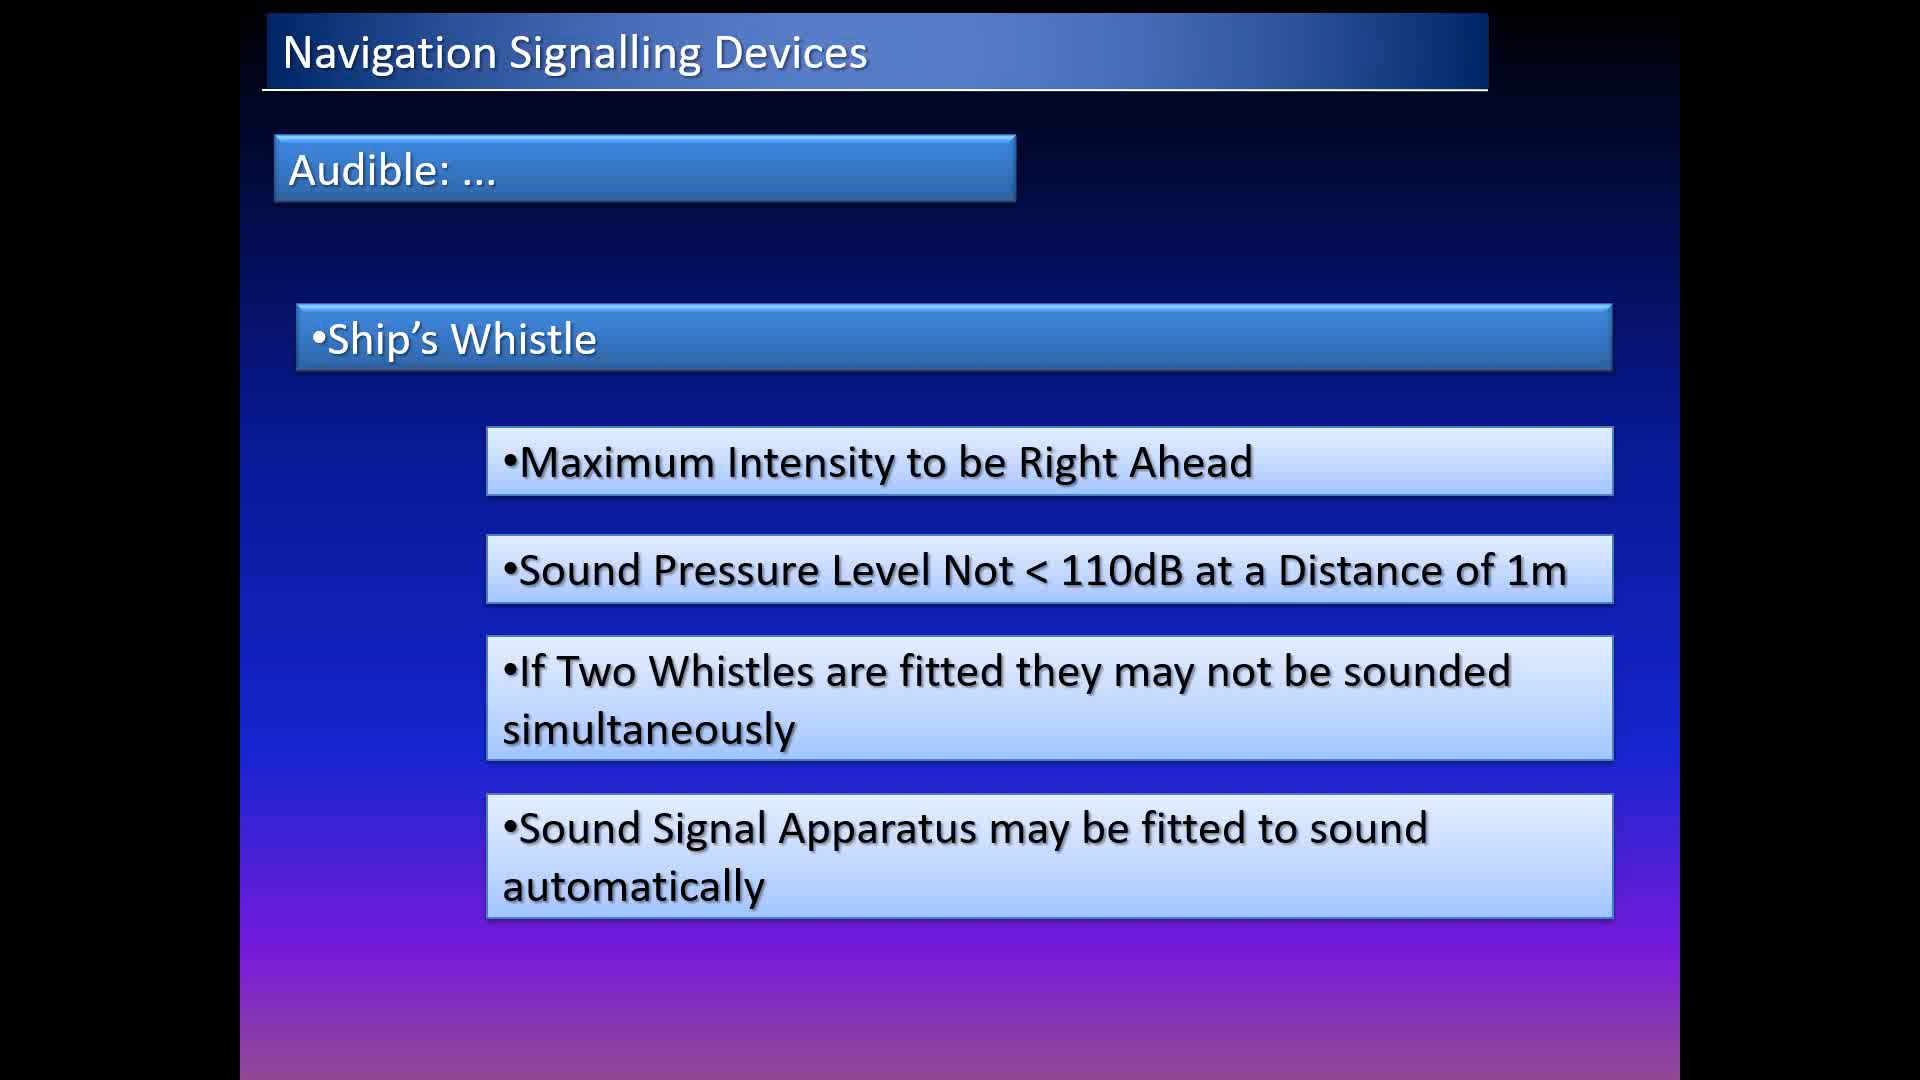 Navigation Signalling Devices
Audible: ...
•Ship’s Whistle
•Maximum Intensity to be Right Ahead
•Sound Pressure Level Not < 110dB at a Distance of 1m
•If Two Whistles are fitted they may not be sounded
simultaneously
•Sound Signal Apparatus may be fitted to sound
automatically